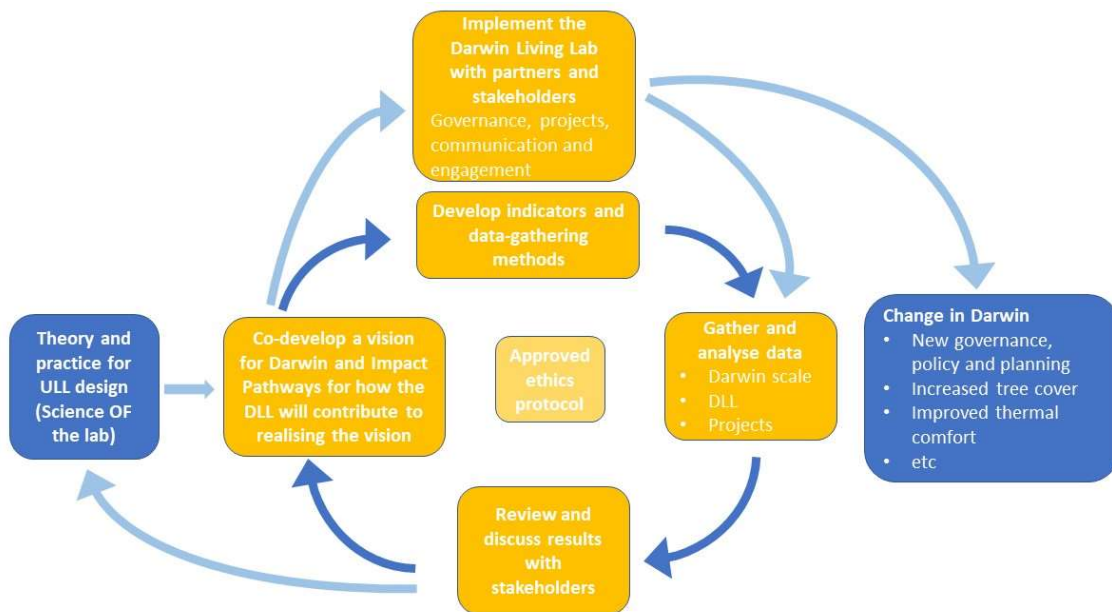 Implement the
Darwin Living Lab
with partners and
stakeholders
Governance, projects,
communication and
engagement
Develop indicators and
data-gathering
methods
Theory and
practice for
ULL design
(Science OF
the lab)
Co-develop a vision
for Darwin and Impact
Pathways for how the
DLL will contribute to
realising the vision
Approved
ethics
protocol
Gather and
analyse data
• Darwin scale
• DLL
• Projects
Change in Darwin
• New governance,
policy and planning
• Increased tree cover
• Improved thermal
comfort
• etc
Review and
discuss results
with
stakeholders